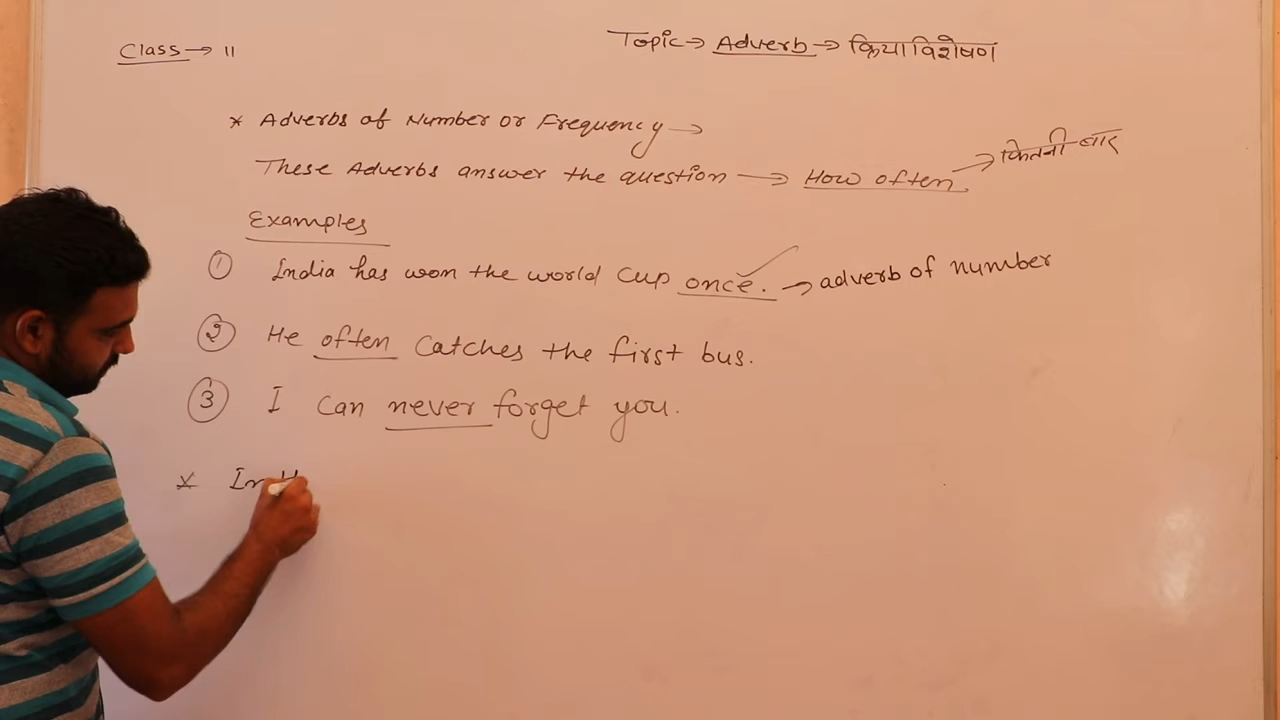 Class → 11
Topic → Adverb → क्रिया विशेषण
* Adverbs of Number or Frequency →
These Adverbs answer the question → How often. → कितनी बार
Examples
① India has won the world cup once. → adverb of number
② He often catches the first bus.
③ I can never forget you.
*